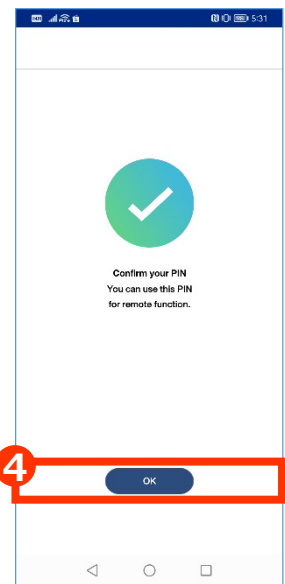 5:31
Confirm your PIN
You can use this PIN
for remote function.
4
OK